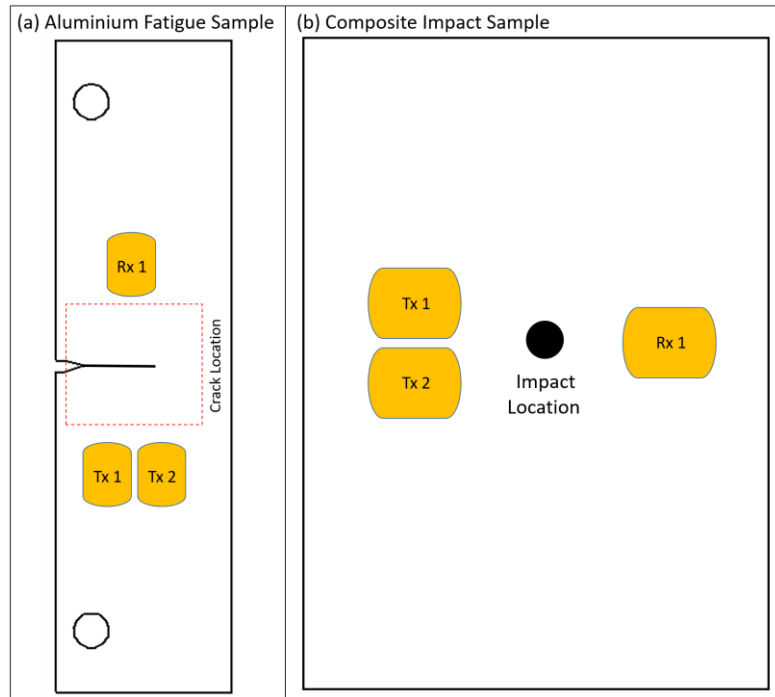 (a) Aluminium Fatigue Sample
Rx 1
Crack Location
Tx 1
Tx 2
(b) Composite Impact Sample
Tx 1
Tx 2
Impact
Location
Rx 1